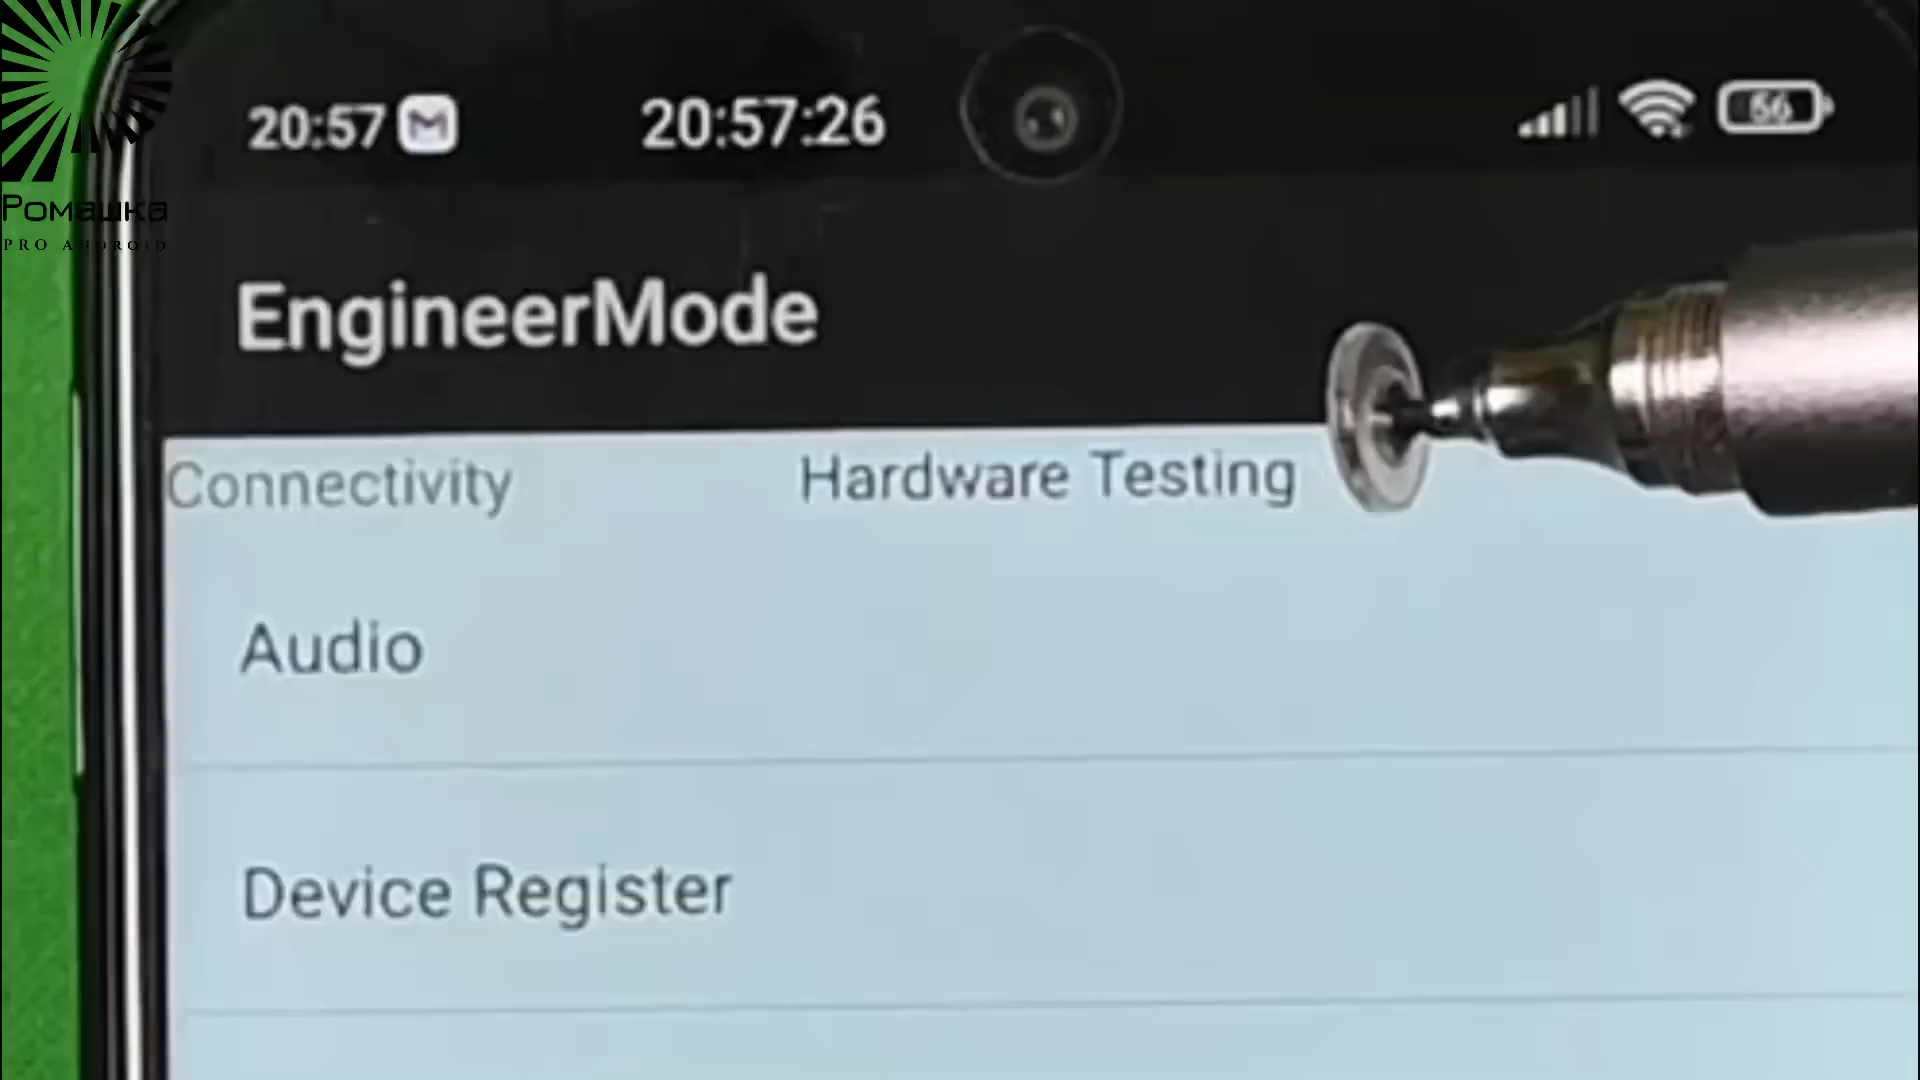 20:57 20:57:26 56
Ромашка
PRO ANDROID
EngineerMode
Connectivity Hardware Testing
Audio
Device Register